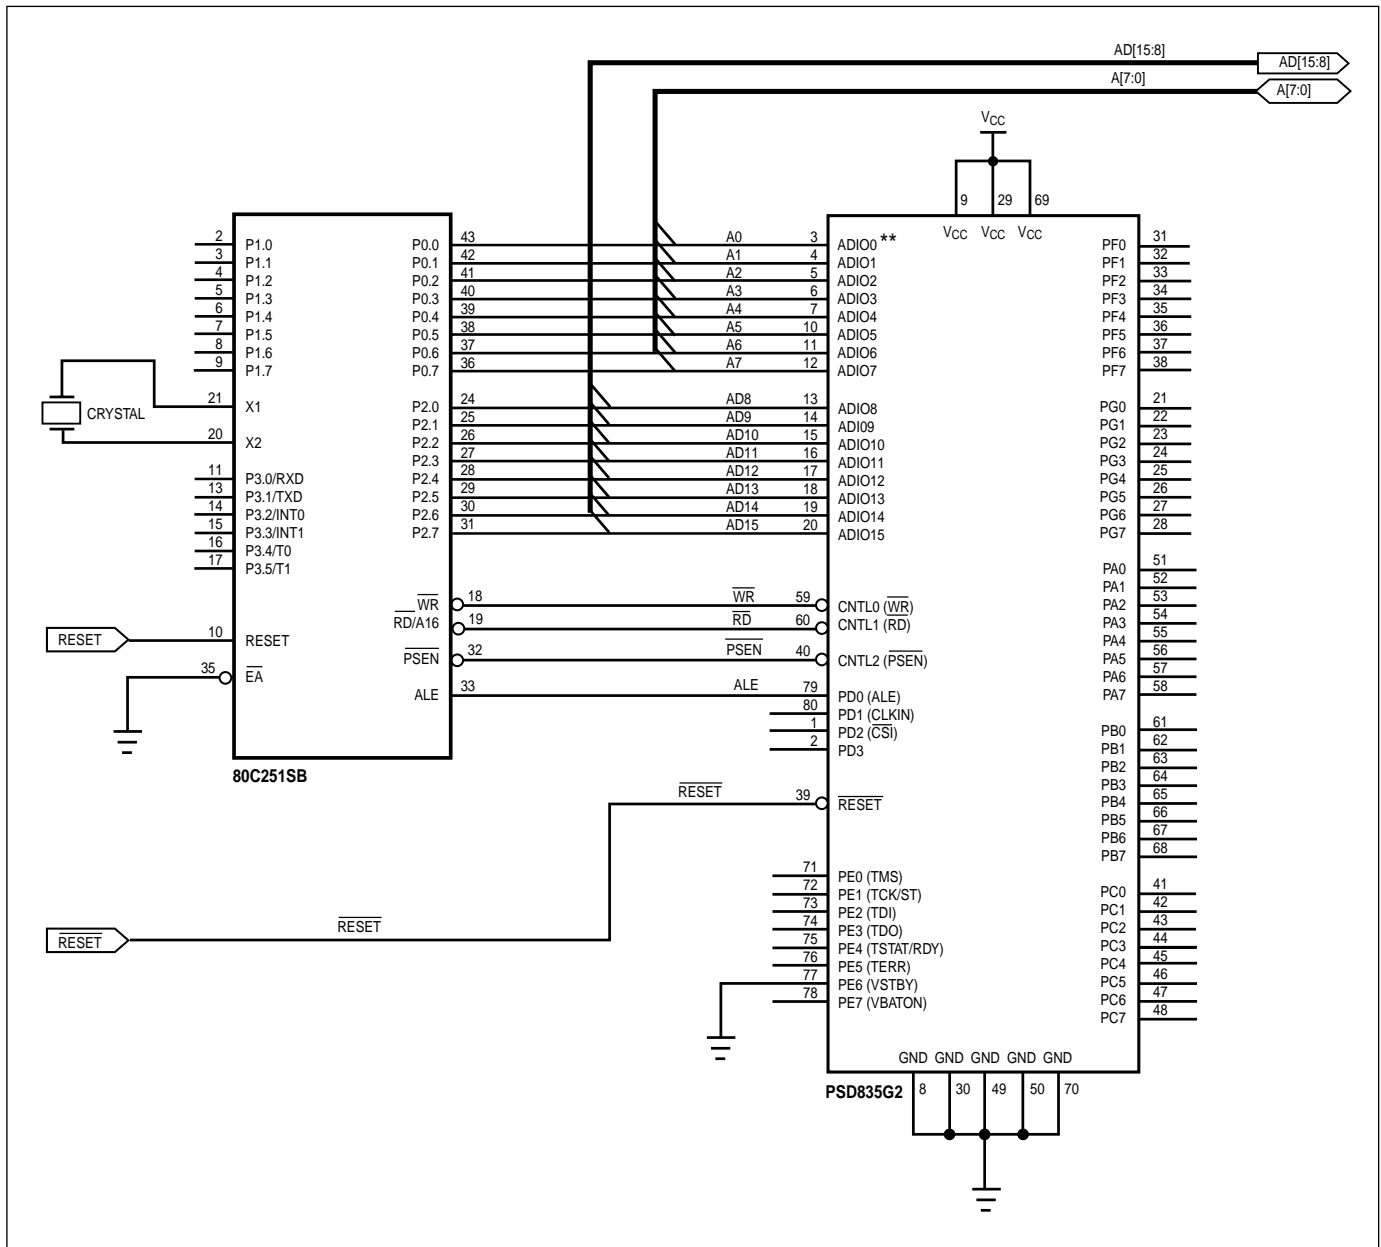 AD[15:8]
AD[15:8]
A[7:0]
A[7:0]
VCC
9 29 69
VCC VCC VCC
2 P1.0
3 P1.1
4 P1.2
5 P1.3
6 P1.4
7 P1.5
8 P1.6
9 P1.7
CRYSTAL
21 X1
20 X2
11 P3.0/RXD
13 P3.1/TXD
14 P3.2/INT0
15 P3.3/INT1
16 P3.4/T0
17 P3.5/T1
RESET 10 RESET
35 EA
P0.0 43 A0 3 ADIO0 **
P0.1 42 A1 4 ADIO1
P0.2 41 A2 5 ADIO2
P0.3 40 A3 6 ADIO3
P0.4 39 A4 7 ADIO4
P0.5 38 A5 10 ADIO5
P0.6 37 A6 11 ADIO6
P0.7 36 A7 12 ADIO7
P2.0 24 AD8 13 ADIO8
P2.1 25 AD9 14 ADI09
P2.2 26 AD10 15 ADIO10
P2.3 27 AD11 16 ADIO11
P2.4 28 AD12 17 ADIO12
P2.5 29 AD13 18 ADIO13
P2.6 30 AD14 19 ADIO14
P2.7 31 AD15 20 ADIO15
WR 18 WR 59 CNTL0 (WR)
RD/A16 19 RD 60 CNTL1 (RD)
PSEN 32 PSEN 40 CNTL2 (PSEN)
ALE 33 ALE 79 PD0 (ALE)
80 PD1 (CLKIN)
1 PD2 (CSI)
2 PD3
80C251SB
RESET 39 RESET
RESET RESET
71 PE0 (TMS)
72 PE1 (TCK/ST)
73 PE2 (TDI)
74 PE3 (TDO)
75 PE4 (TSTAT/RDY)
76 PE5 (TERR)
77 PE6 (VSTBY)
78 PE7 (VBATON)
PF0 31
PF1 32
PF2 33
PF3 34
PF4 35
PF5 36
PF6 37
PF7 38
PG0 21
PG1 22
PG2 23
PG3 24
PG4 25
PG5 26
PG6 27
PG7 28
PA0 51
PA1 52
PA2 53
PA3 54
PA4 55
PA5 56
PA6 57
PA7 58
PB0 61
PB1 62
PB2 63
PB3 64
PB4 65
PB5 66
PB6 67
PB7 68
PC0 41
PC1 42
PC2 43
PC3 44
PC4 45
PC5 46
PC6 47
PC7 48
GND GND GND GND GND
PSD835G2
8 30 49 50 70